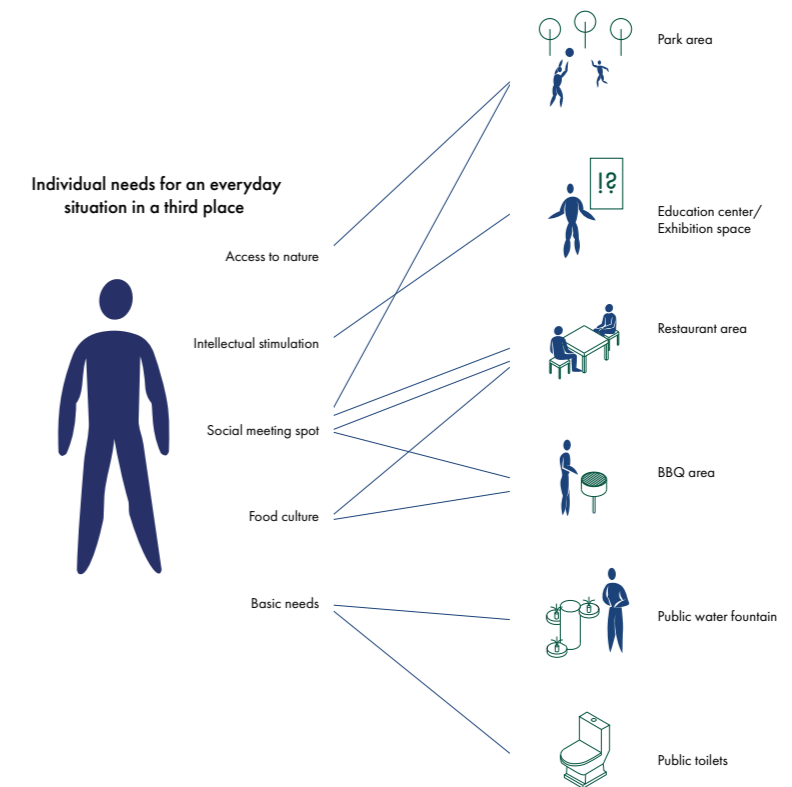 Individual needs for an everyday
situation in a third place
Access to nature
Intellectual stimulation
Social meeting spot
Food culture
Basic needs
Park area
¡?
Education center/
Exhibition space
Restaurant area
BBQ area
Public water fountain
Public toilets